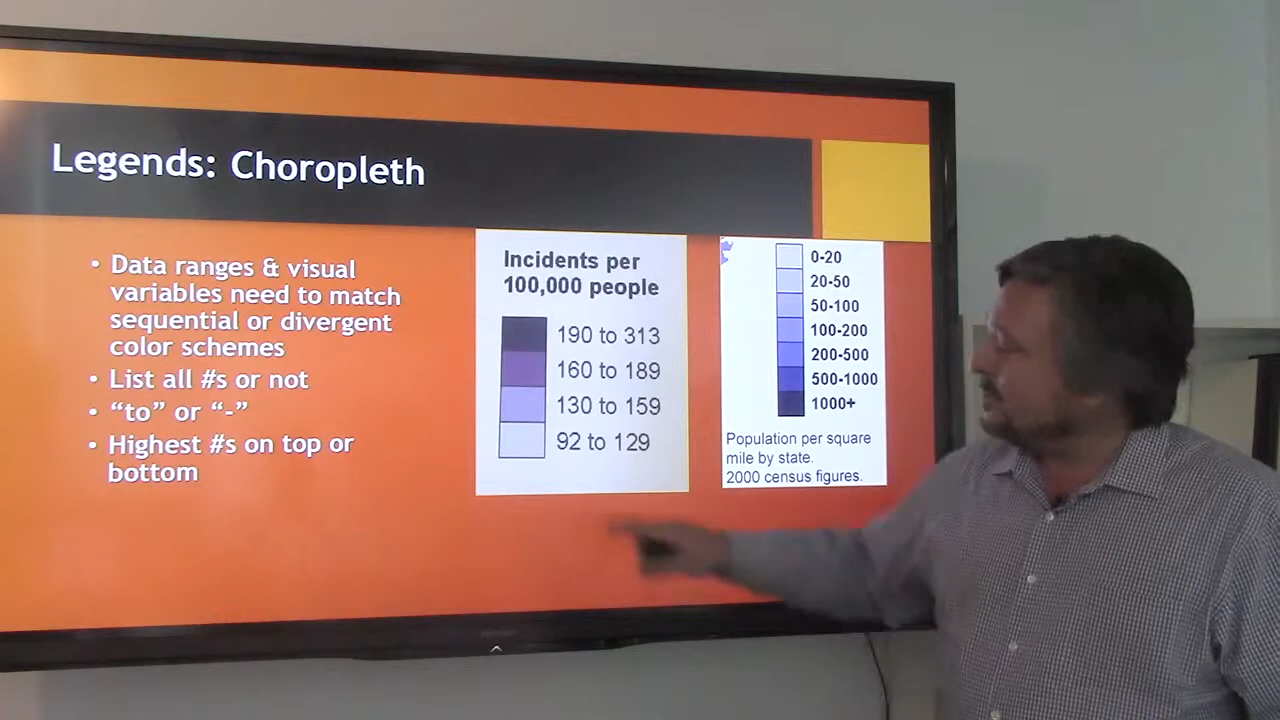 Legends: Choropleth
• Data ranges & visual
variables need to match
sequential or divergent
color schemes
• List all #s or not
• “to” or “-”
• Highest #s on top or
bottom
Incidents per
100,000 people
190 to 313
160 to 189
130 to 159
92 to 129
0-20
20-50
50-100
100-200
200-500
500-1000
1000+
Population per square
mile by state.
2000 census figures.